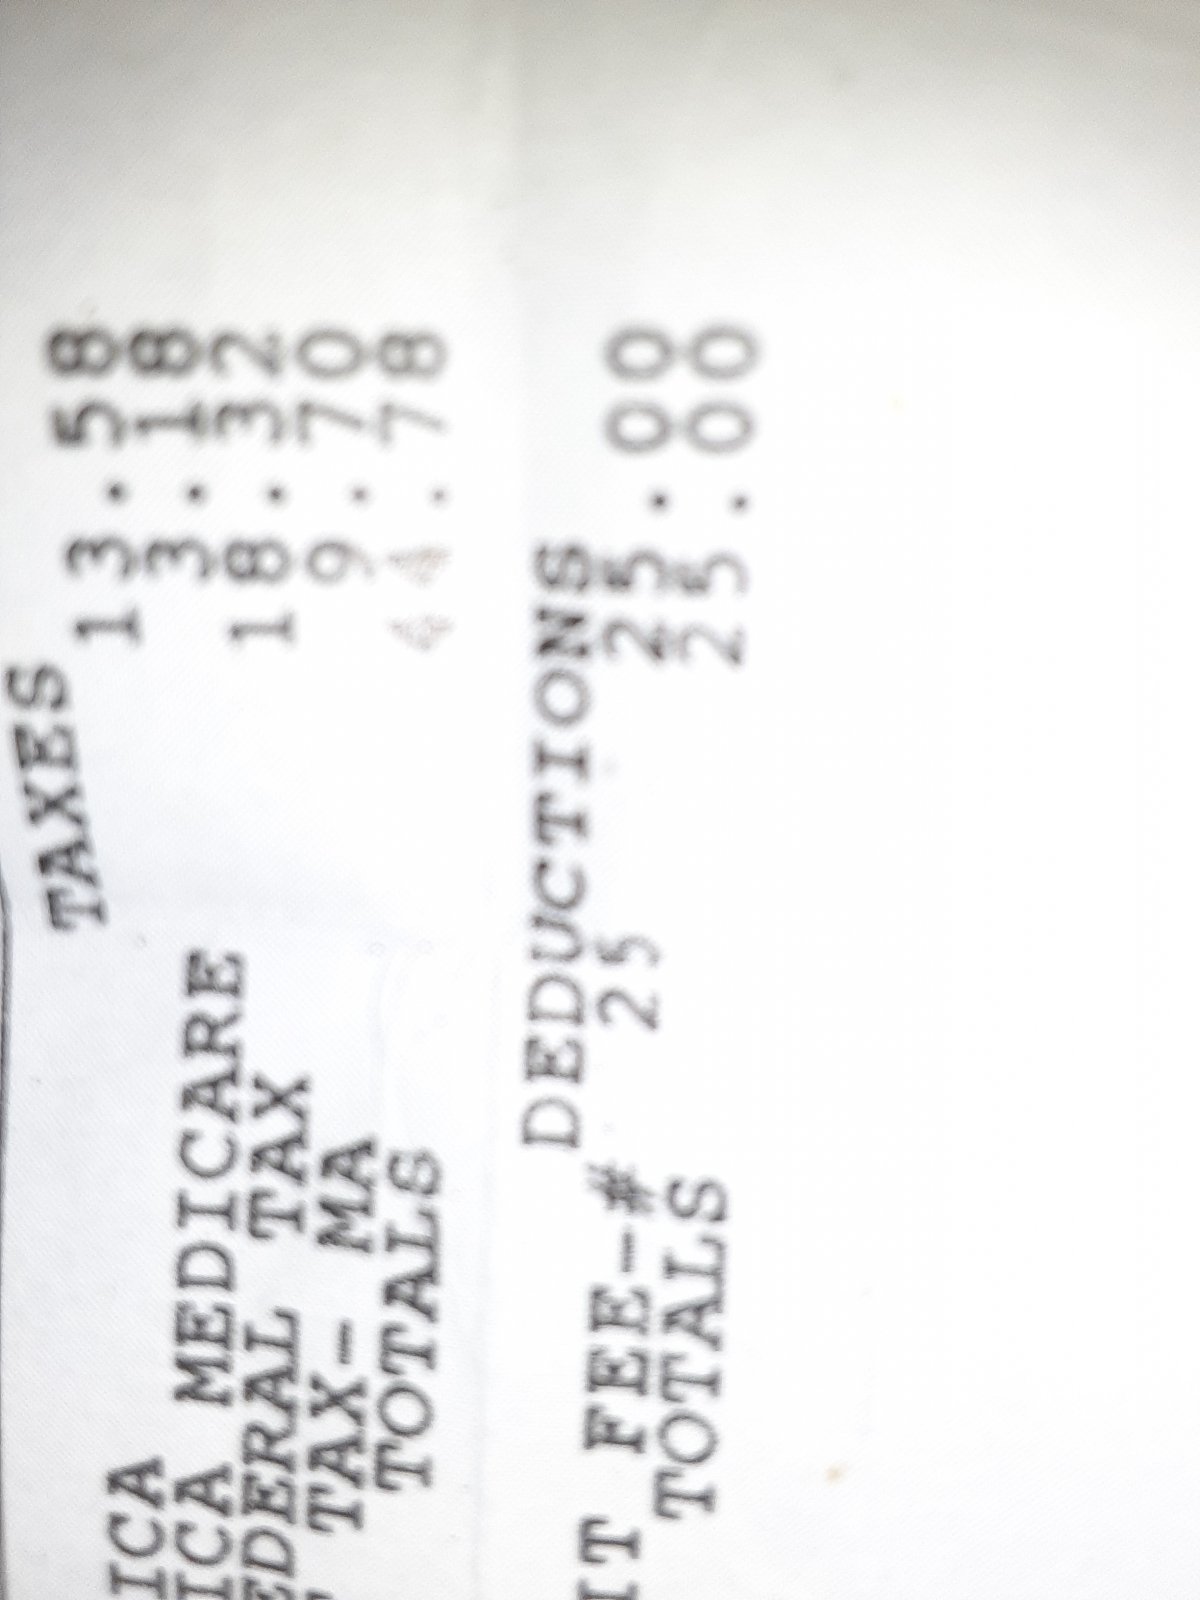 TAXES
ICA 13.58
ICA MEDICARE 3.18
EDERAL TAX 18.32
TAX- MA 9.70
TOTALS 44.78
DEDUCTIONS
IT FEE-# 25 25.00
TOTALS 25.00